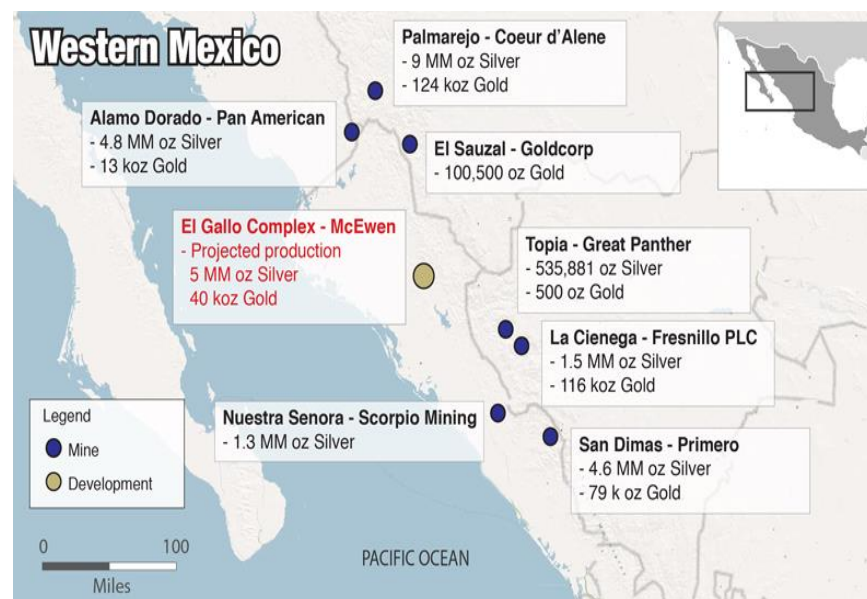 Western Mexico
Palmarejo - Coeur d'Alene
- 9 MM oz Silver
- 124 koz Gold
Alamo Dorado - Pan American
- 4.8 MM oz Silver
- 13 koz Gold
El Sauzal - Goldcorp
- 100,500 oz Gold
El Gallo Complex - McEwen
- Projected production
5 MM oz Silver
40 koz Gold
Topia - Great Panther
- 535,881 oz Silver
- 500 oz Gold
La Cienega - Fresnillo PLC
- 1.5 MM oz Silver
- 116 koz Gold
Nuestra Senora - Scorpio Mining
- 1.3 MM oz Silver
San Dimas - Primero
- 4.6 MM oz Silver
- 79 k oz Gold
Legend
Mine
Development
0 100
Miles
PACIFIC OCEAN